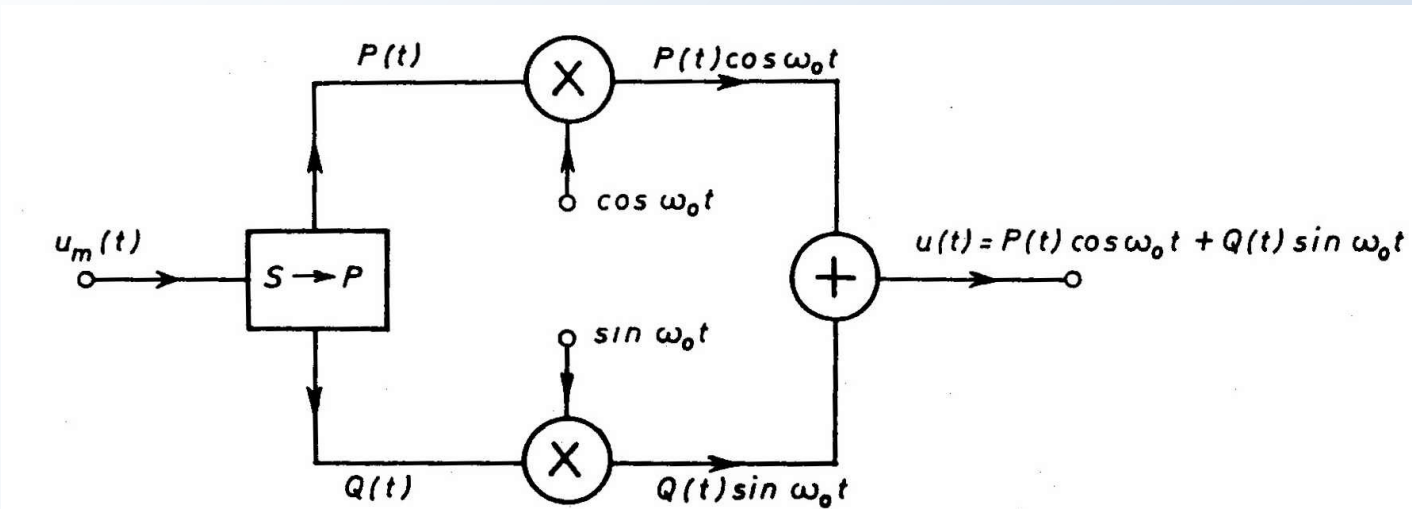 P(t)
P(t) cos ω₀t
×
cos ω₀t
uₘ(t)
S → P
+
u(t) = P(t) cos ω₀t + Q(t) sin ω₀t
sin ω₀t
×
Q(t)
Q(t) sin ω₀t